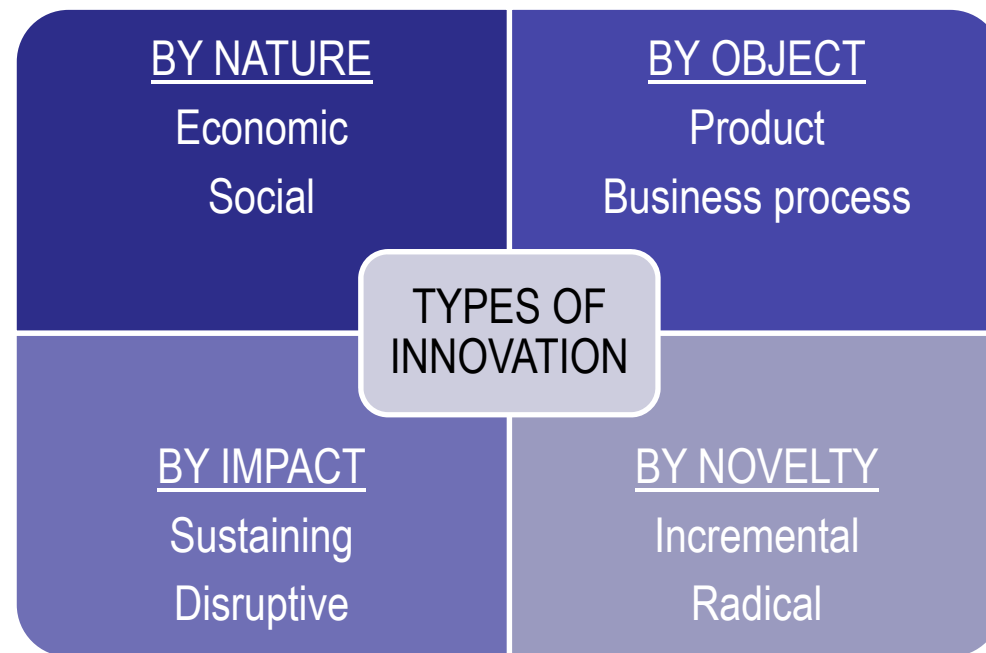 BY NATURE
Economic
Social
BY OBJECT
Product
Business process
TYPES OF
INNOVATION
BY IMPACT
Sustaining
Disruptive
BY NOVELTY
Incremental
Radical